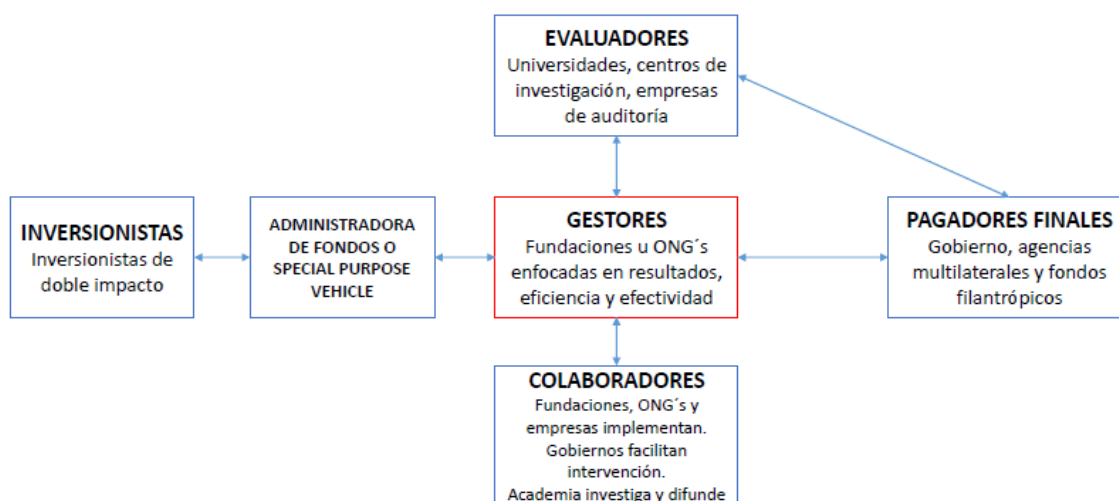 EVALUADORES
Universidades, centros de
investigación, empresas
de auditoría
INVERSIONISTAS
Inversionistas de
doble impacto
ADMINISTRADORA
DE FONDOS O
SPECIAL PURPOSE
VEHICLE
GESTORES
Fundaciones u ONG´s
enfocadas en resultados,
eficiencia y efectividad
PAGADORES FINALES
Gobierno, agencias
multilaterales y fondos
filantrópicos
COLABORADORES
Fundaciones, ONG´s y
empresas implementan.
Gobiernos facilitan
intervención.
Academia investiga y difunde